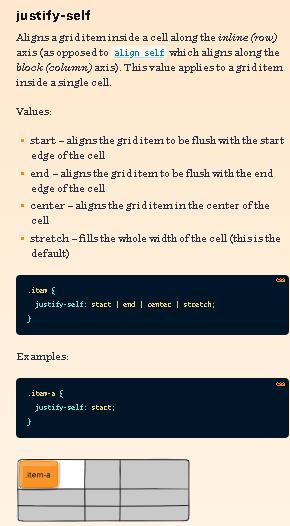 justify-self
Aligns a grid item inside a cell along the inline (row)
axis (as opposed to align-self which aligns along the
block (column) axis). This value applies to a grid item
inside a single cell.
Values:
start – aligns the grid item to be flush with the start
edge of the cell
end – aligns the grid item to be flush with the end
edge of the cell
center – aligns the grid item in the center of the
cell
stretch – fills the whole width of the cell (this is the
default)
css
.item {
justify-self: start | end | center | stretch;
}
Examples:
css
.item-a {
justify-self: start;
}
.item-a